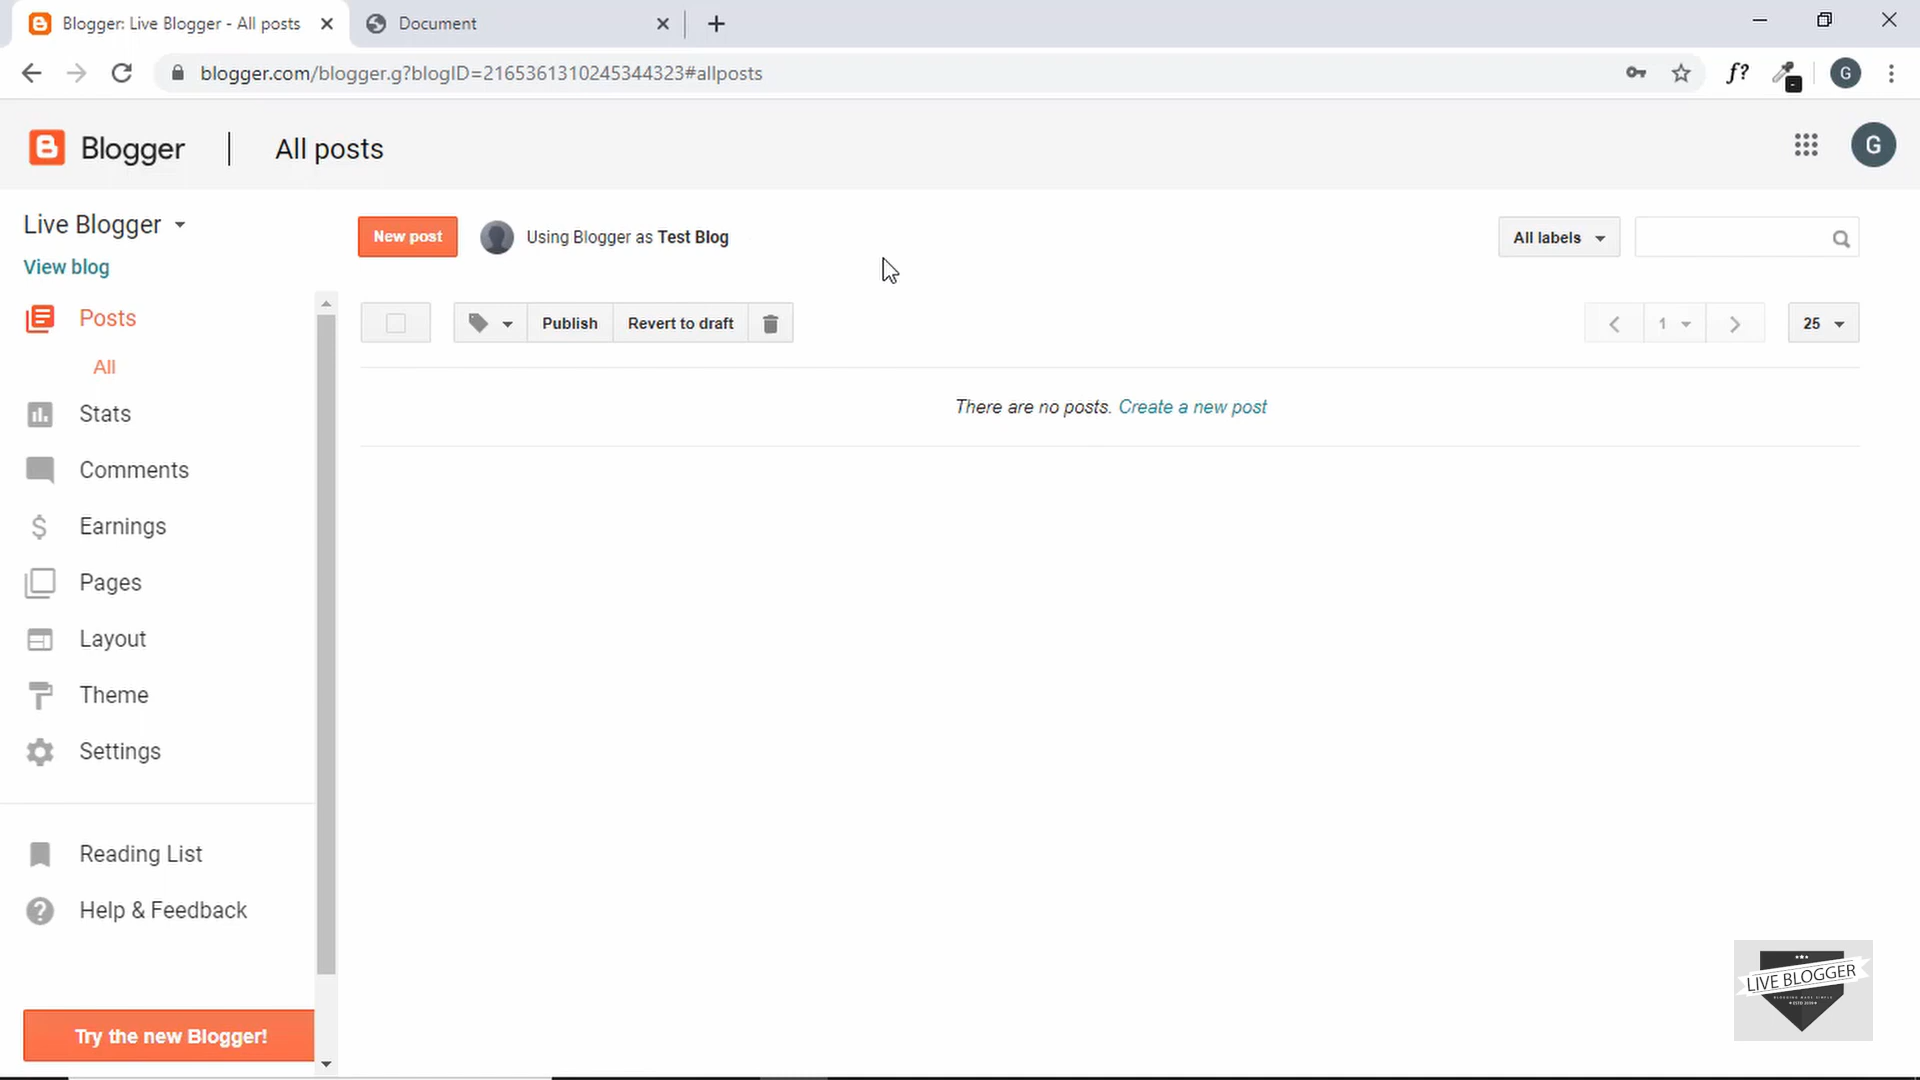 Blogger: Live Blogger - All posts
Document
blogger.com/blogger.g?blogID=2165361310245344323#allposts
f?
G
Blogger
All posts
G
Live Blogger
View blog
New post
Using Blogger as Test Blog
All labels
Posts
All
Publish
Revert to draft
1
25
There are no posts. Create a new post
Stats
Comments
Earnings
Pages
Layout
Theme
Settings
Reading List
Help & Feedback
Try the new Blogger!
LIVE BLOGGER